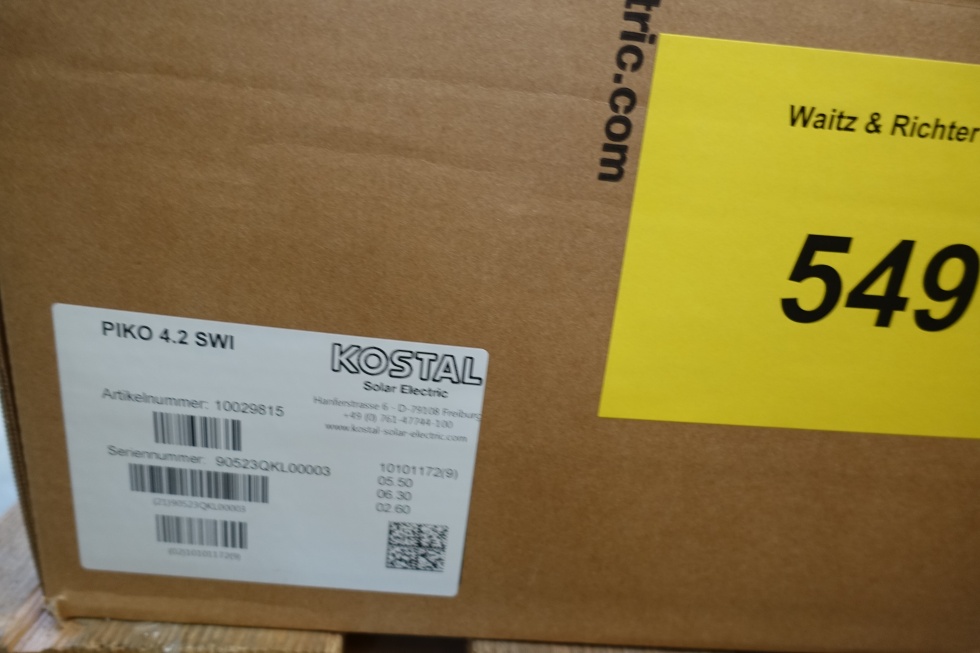 tric.com
Waitz & Richter
549
PIKO 4.2 SWI
KOSTAL
Solar Electric
Hanferstrasse 6 - D-79108 Freiburg
+49 (0) 761-47744-100
www.kostal-solar-electric.com
Artikelnummer: 10029815
Seriennummer: 90523QKL00003
(21)90523QKL00003
10101172(9)
05.50
06.30
02.60